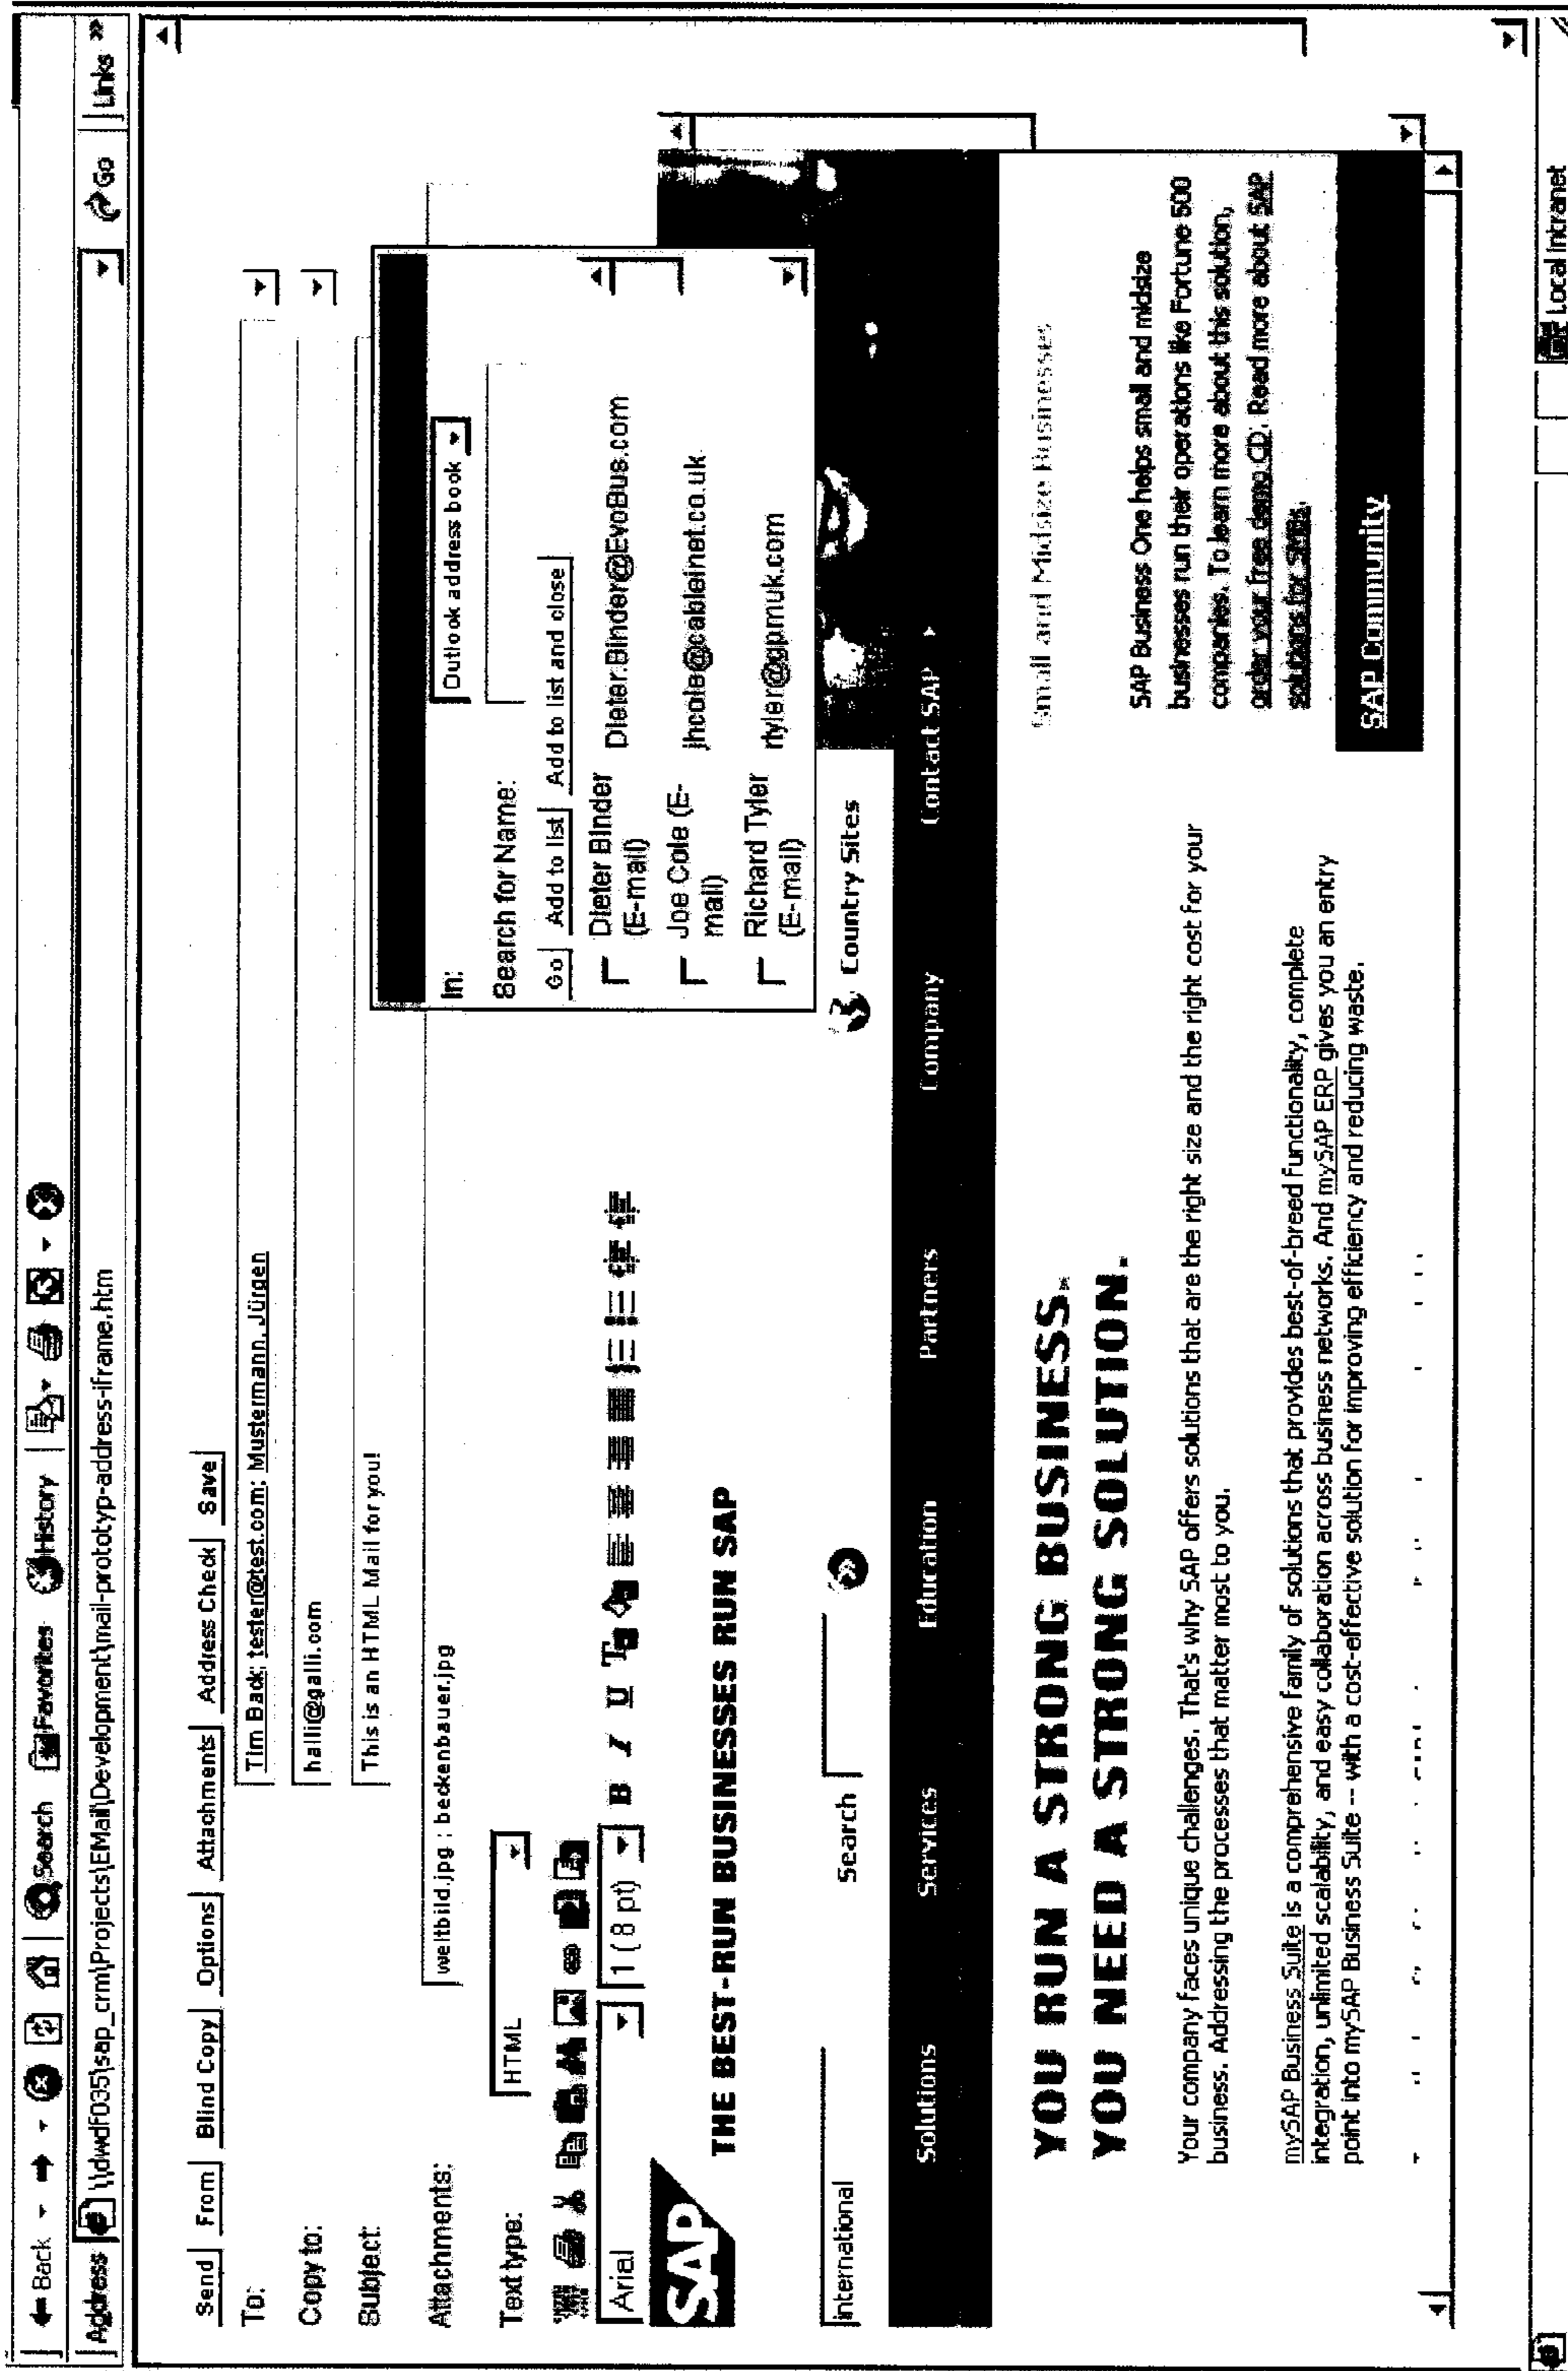 Back Search Favorites History
Address \\dwdf035\sap_crm\Projects\EMail\Development\mail-prototyp-address-iframe.htm Go Links »
Send From Blind Copy Options Attachments Address Check Save
To: Tim Back; tester@test.com; Mustermann, Jürgen
Copy to: halli@galli.com
Subject: This is an HTML Mail for you!
Attachments: weltbild.jpg ; beckenbauer.jpg
Text type: HTML
Arial 1 ( 8 pt) B I U T
In: Outlook address book
Search for Name:
Go Add to list Add to list and close
Dieter Binder (E-mail) Dieter.Binder@EvoBus.com
Joe Cole (E-mail) jhcole@cableinet.co.uk
Richard Tyler (E-mail) rtyler@gpmuk.com
SAP
THE BEST-RUN BUSINESSES RUN SAP
international Search Country Sites
Solutions Services Education Partners Company Contact SAP
YOU RUN A STRONG BUSINESS.
YOU NEED A STRONG SOLUTION.
Your company faces unique challenges. That's why SAP offers solutions that are the right size and the right cost for your
business. Addressing the processes that matter most to you.
mySAP Business Suite is a comprehensive family of solutions that provides best-of-breed functionality, complete
integration, unlimited scalability, and easy collaboration across business networks. And mySAP ERP gives you an entry
point into mySAP Business Suite -- with a cost-effective solution for improving efficiency and reducing waste.
Small and Midsize Businesses
SAP Business One helps small and midsize
businesses run their operations like Fortune 500
companies. To learn more about this solution,
order your free demo CD. Read more about SAP
solutions for SMBs.
SAP Community
Local intranet